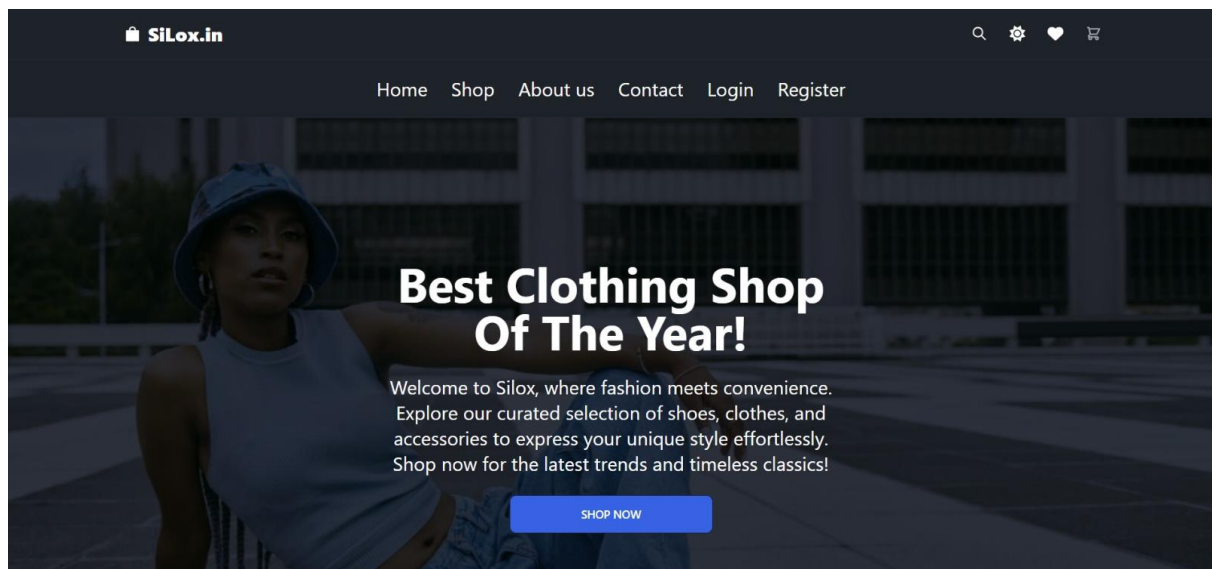 SiLox.in
Home Shop About us Contact Login Register
Best Clothing Shop
Of The Year!
Welcome to Silox, where fashion meets convenience.
Explore our curated selection of shoes, clothes, and
accessories to express your unique style effortlessly.
Shop now for the latest trends and timeless classics!
SHOP NOW